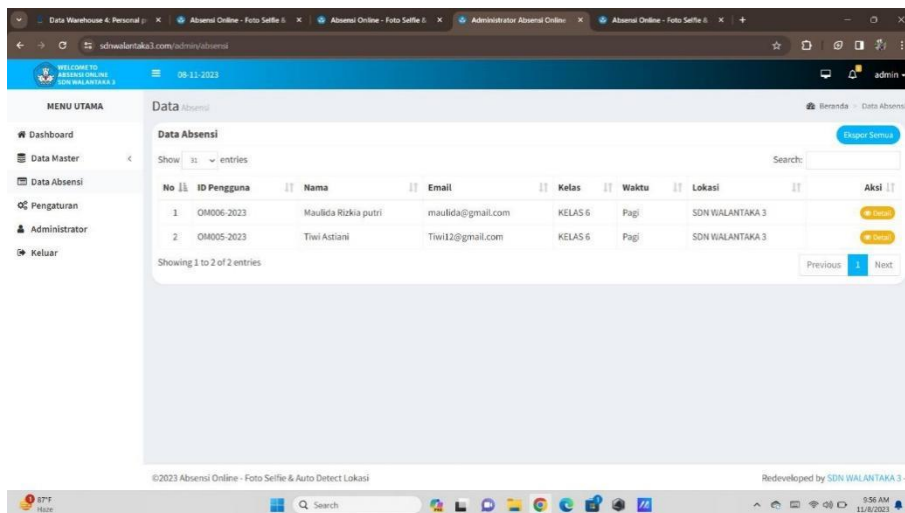 Data Warehouse 4: Personal p
Absensi Online - Foto Selfie &
Absensi Online - Foto Selfie &
Administrator Absensi Online
Absensi Online - Foto Selfie &
sdnwalantaka3.com/admin/absensi
WELCOME TO
ABSENSI ONLINE
SDN WALANTAKA 3
08-11-2023
admin
MENU UTAMA
Dashboard
Data Master
Data Absensi
Pengaturan
Administrator
Keluar
Data Absensi
Beranda > Data Absens
Data Absensi
Ekspor Semua
Show 31 entries
Search:
No ID Pengguna Nama Email Kelas Waktu Lokasi Aksi
1 OM006-2023 Maulida Rizkia putri maulida@gmail.com KELAS 6 Pagi SDN WALANTAKA 3 Detail
2 OM005-2023 Tiwi Astiani Tiwi12@gmail.com KELAS 6 Pagi SDN WALANTAKA 3 Detail
Showing 1 to 2 of 2 entries
Previous 1 Next
©2023 Absensi Online - Foto Selfie & Auto Detect Lokasi
Redeveloped by SDN WALANTAKA 3 -
87°F
Haze
Search
9:56 AM
11/8/2023